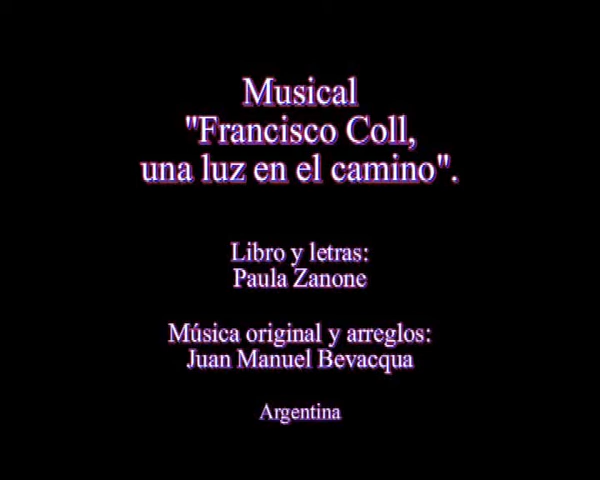 Musical
"Francisco Coll,
una luz en el camino".
Libro y letras:
Paula Zanone
Música original y arreglos:
Juan Manuel Bevacqua
Argentina